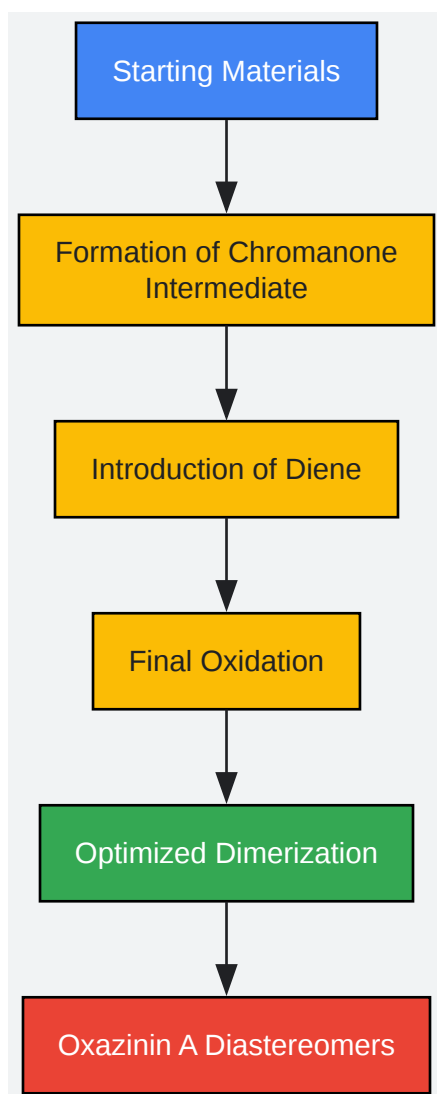 Starting Materials
Formation of Chromanone
Intermediate
Introduction of Diene
Final Oxidation
Optimized Dimerization
Oxazinin A Diastereomers